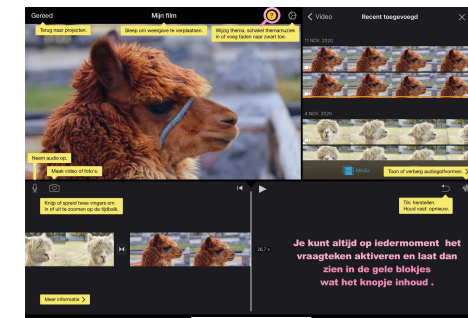 Gereed
Mijn film
?
Video
Recent toegevoegd
Terug naar projecten.
Sleep om weergave te verplaatsen.
Wijzig thema, schakel themamuziek
in of voeg faden naar zwart toe.
11 NOV. 2020
4 NOV. 2020
Neem audio op.
Maak video of foto's.
Media
Toon of verberg audiogolfvormen.
Knijp of spreid twee vingers om
in of uit te zoomen op de tijdbalk.
Tik: herstellen.
Houd vast: opnieuw.
26,7 s
Je kunt altijd op iedermoment het
vraagteken aktiveren en laat dan
zien in de gele blokjes
wat het knopje inhoud .
Meer informatie